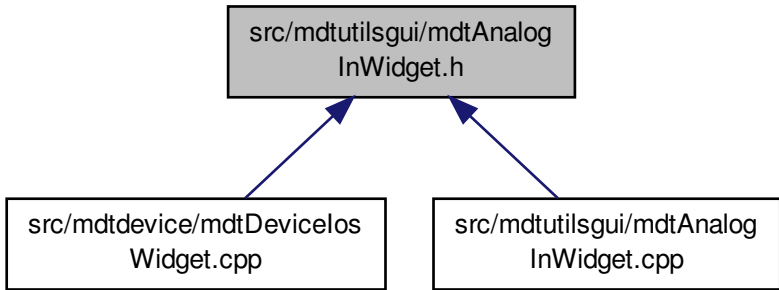 src/mdtutilsgui/mdtAnalog
InWidget.h
src/mdtdevice/mdtDeviceIos
Widget.cpp
src/mdtutilsgui/mdtAnalog
InWidget.cpp